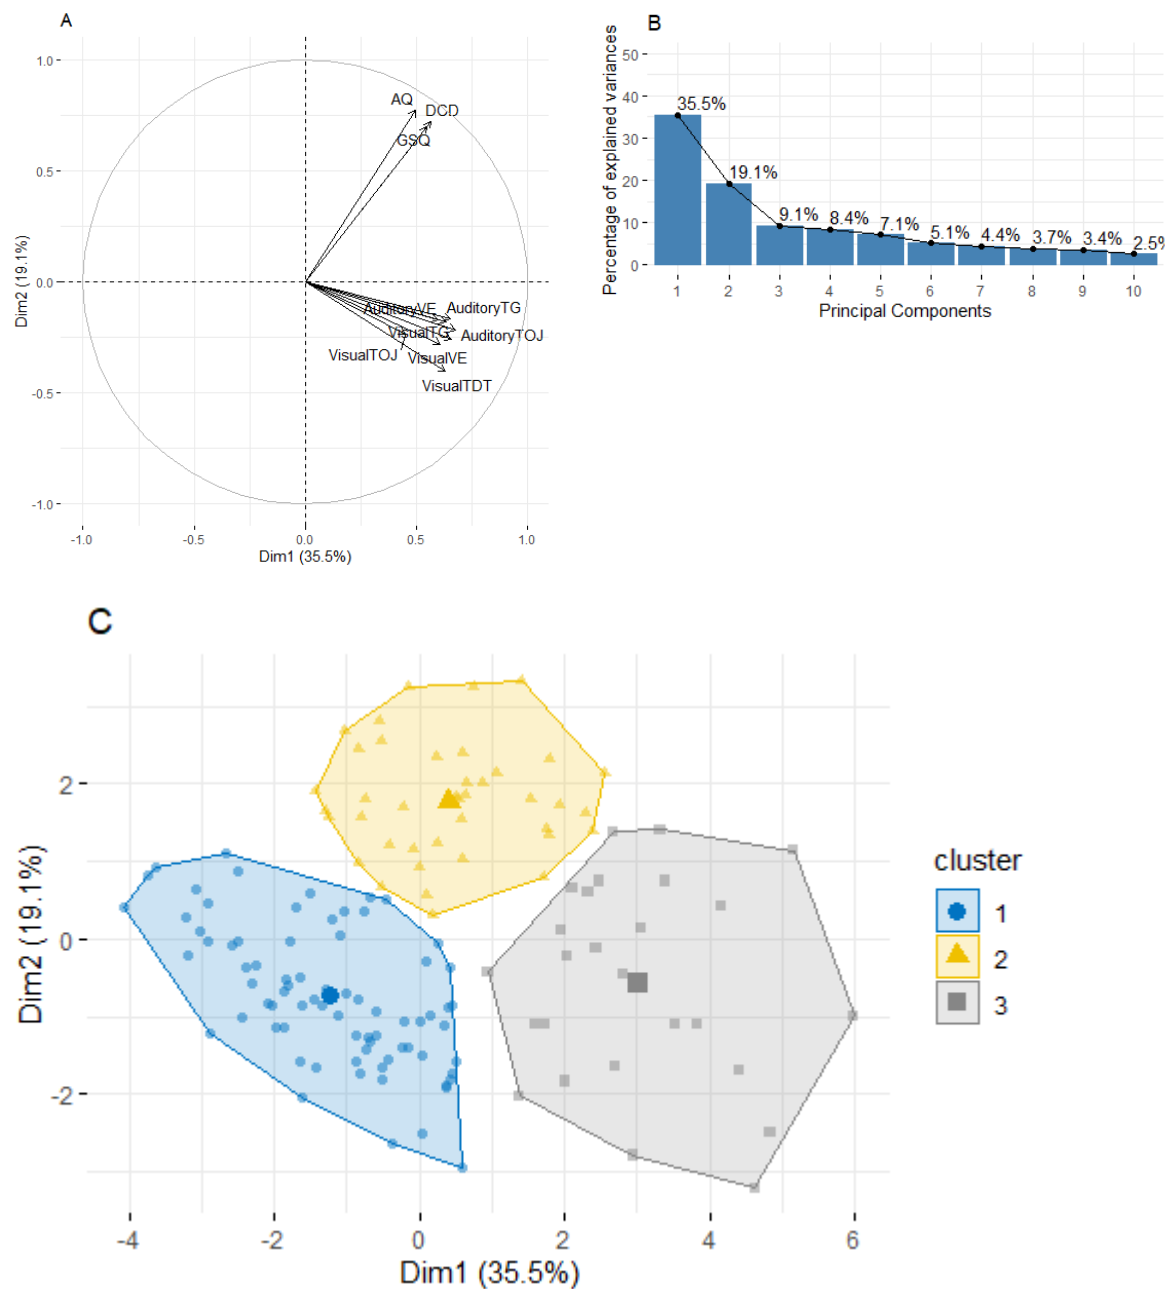 A
Dim2 (19.1%)
1.0
0.5
0.0
-0.5
-1.0
AQ
DCD
GSQ
AuditoryVE
AuditoryTG
VisualTG
AuditoryTOJ
VisualTOJ
VisualVE
VisualTDT
-1.0
-0.5
0.0
0.5
1.0
Dim1 (35.5%)
B
Percentage of explained variances
50
40
30
20
10
0
35.5%
19.1%
9.1%
8.4%
7.1%
5.1%
4.4%
3.7%
3.4%
2.5%
1
2
3
4
5
6
7
8
9
10
Principal Components
C
Dim2 (19.1%)
2
0
-2
-4
-2
0
2
4
6
Dim1 (35.5%)
cluster
1
2
3